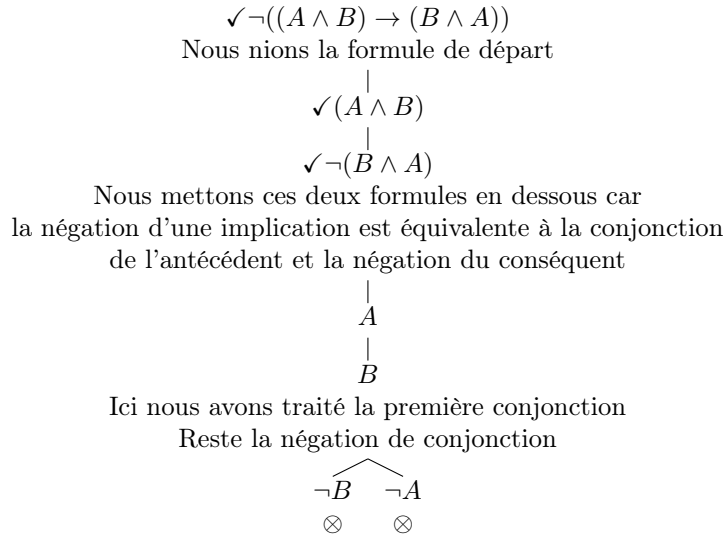 ✓¬((A ∧ B) → (B ∧ A))
Nous nions la formule de départ
✓(A ∧ B)
✓¬(B ∧ A)
Nous mettons ces deux formules en dessous car
la négation d'une implication est équivalente à la conjonction
de l'antécédent et la négation du conséquent
A
B
Ici nous avons traité la première conjonction
Reste la négation de conjonction
¬B ¬A
⊗ ⊗